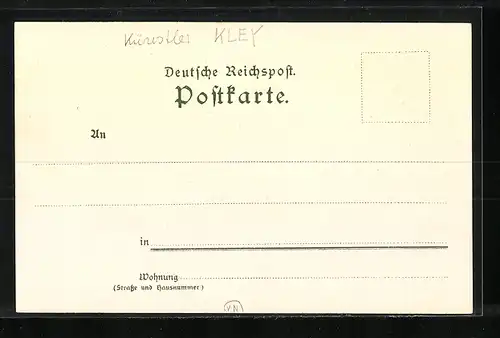 Künstler KLEY
Deutsche Reichspost.
Postkarte.
An
in
Wohnung
(Straße und Hausnummer)